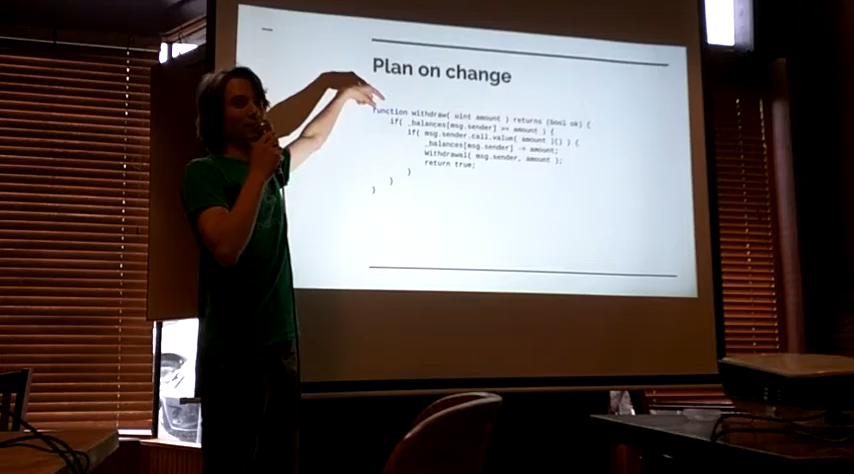 Plan on change
function withdraw( uint amount ) returns (bool ok) {
if( _balances[msg.sender] >= amount ) {
if( msg.sender.call.value( amount )() ) {
_balances[msg.sender] -= amount;
Withdrawal( msg.sender, amount );
return true;
}
}
}